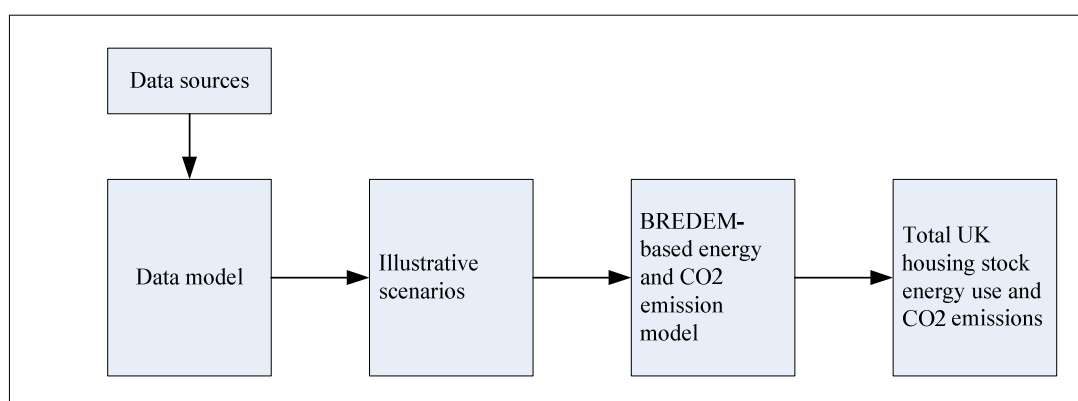 Data sources
Data model
Illustrative
scenarios
BREDEM-
based energy
and CO2
emission
model
Total UK
housing stock
energy use and
CO2 emissions